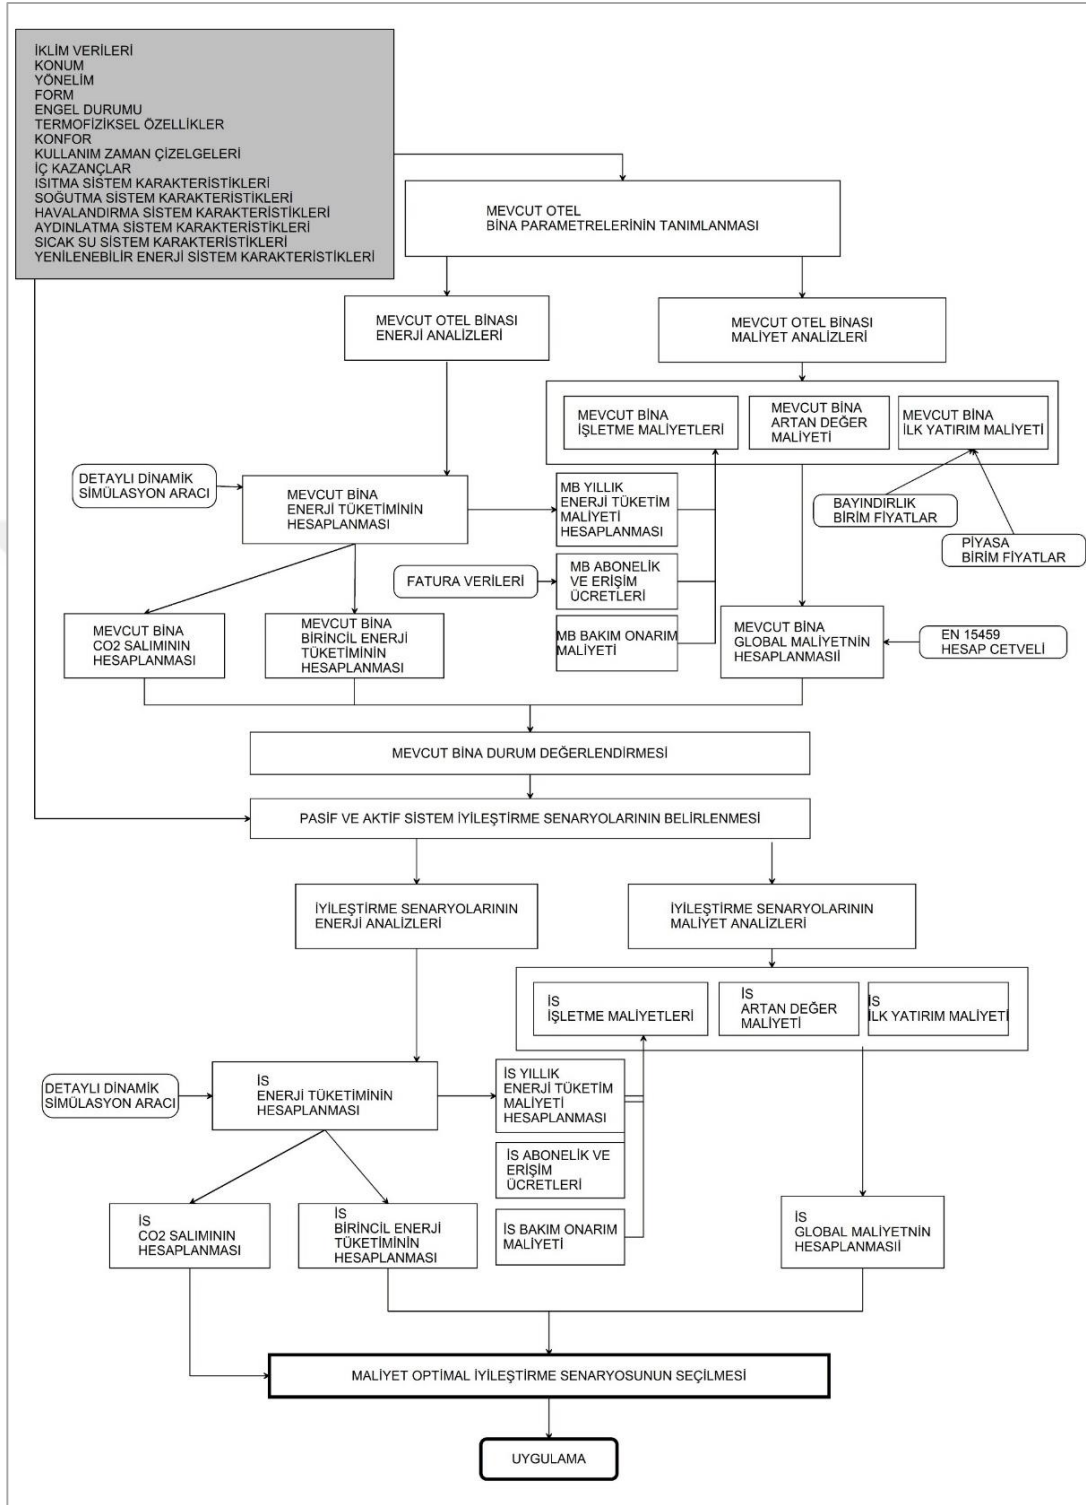 İKLİM VERİLERİ
KONUM
YÖNELİM
FORM
ENGEL DURUMU
TERMOFİZİKSEL ÖZELLİKLER
KONFOR
KULLANIM ZAMAN ÇİZELGELERİ
İÇ KAZANÇLAR
ISITMA SİSTEM KARAKTERİSTİKLERİ
SOĞUTMA SİSTEM KARAKTERİSTİKLERİ
HAVALANDIRMA SİSTEM KARAKTERİSTİKLERİ
AYDINLATMA SİSTEM KARAKTERİSTİKLERİ
SICAK SU SİSTEM KARAKTERİSTİKLERİ
YENİLENEBİLİR ENERJİ SİSTEM KARAKTERİSTİKLERİ
MEVCUT OTEL
BİNA PARAMETRELERİNİN TANIMLANMASI
MEVCUT OTEL BİNASI
ENERJİ ANALİZLERİ
MEVCUT OTEL BİNASI
MALİYET ANALİZLERİ
MEVCUT BİNA
İŞLETME MALİYETLERİ
MEVCUT BİNA
ARTAN DEĞER
MALİYETİ
MEVCUT BİNA
İLK YATIRIM MALİYETİ
DETAYLI DİNAMİK
SİMÜLASYON ARACI
MEVCUT BİNA
ENERJİ TÜKETİMİNİN
HESAPLANMASI
MB YILLIK
ENERJİ TÜKETİM
MALİYETİ
HESAPLANMASI
BAYINDIRLIK
BİRİM FİYATLAR
PİYASA
BİRİM FİYATLAR
FATURA VERİLERİ
MB ABONELİK
VE ERİŞİM
ÜCRETLERİ
MEVCUT BİNA
CO2 SALIMININ
HESAPLANMASI
MEVCUT BİNA
BİRİNCİL ENERJİ
TÜKETİMİNİN
HESAPLANMASI
MB BAKIM ONARIM
MALİYETİ
MEVCUT BİNA
GLOBAL MALİYETNİN
HESAPLANMASIİ
EN 15459
HESAP CETVELİ
MEVCUT BİNA DURUM DEĞERLENDİRMESİ
PASİF VE AKTİF SİSTEM İYİLEŞTİRME SENARYOLARININ BELİRLENMESİ
İYİLEŞTİRME SENARYOLARININ
ENERJİ ANALİZLERİ
İYİLEŞTİRME SENARYOLARININ
MALİYET ANALİZLERİ
İS
İŞLETME MALİYETLERİ
İS
ARTAN DEĞER
MALİYETİ
İS
İLK YATIRIM MALİYETİ
DETAYLI DİNAMİK
SİMÜLASYON ARACI
İS
ENERJİ TÜKETİMİNİN
HESAPLANMASI
İS YILLIK
ENERJİ TÜKETİM
MALİYETİ
HESAPLANMASI
İS ABONELİK VE
ERİŞİM
ÜCRETLERİ
İS
CO2 SALIMININ
HESAPLANMASI
İS
BİRİNCİL ENERJİ
TÜKETİMİNİN
HESAPLANMASI
İS BAKIM ONARIM
MALİYETİ
İS
GLOBAL MALİYETNİN
HESAPLANMASIİ
MALİYET OPTİMAL İYİLEŞTİRME SENARYOSUNUN SEÇİLMESİ
UYGULAMA